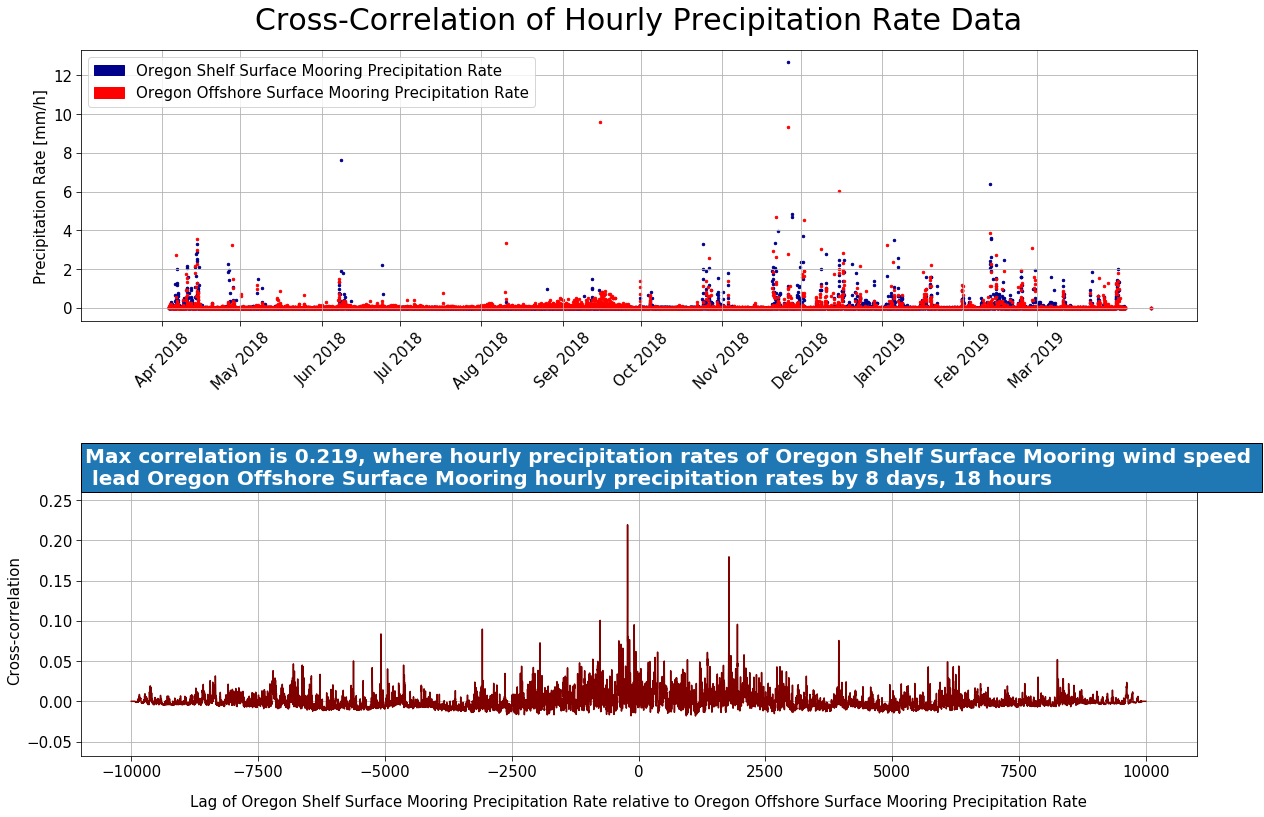 Cross-Correlation of Hourly Precipitation Rate Data
Oregon Shelf Surface Mooring Precipitation Rate
Oregon Offshore Surface Mooring Precipitation Rate
Precipitation Rate [mm/h]
12
10
8
6
4
2
0
Apr 2018
May 2018
Jun 2018
Jul 2018
Aug 2018
Sep 2018
Oct 2018
Nov 2018
Dec 2018
Jan 2019
Feb 2019
Mar 2019
Max correlation is 0.219, where hourly precipitation rates of Oregon Shelf Surface Mooring wind speed
lead Oregon Offshore Surface Mooring hourly precipitation rates by 8 days, 18 hours
Cross-correlation
0.25
0.20
0.15
0.10
0.05
0.00
−0.05
−10000
−7500
−5000
−2500
0
2500
5000
7500
10000
Lag of Oregon Shelf Surface Mooring Precipitation Rate relative to Oregon Offshore Surface Mooring Precipitation Rate